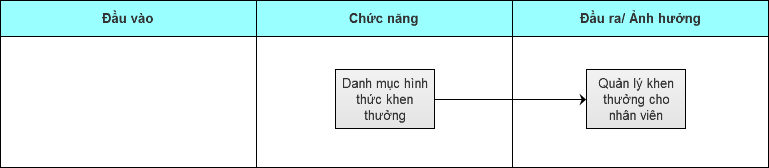 Đầu vào
Chức năng
Đầu ra/ Ảnh hưởng
Danh mục hình
thức khen
thưởng
Quản lý khen
thưởng cho
nhân viên